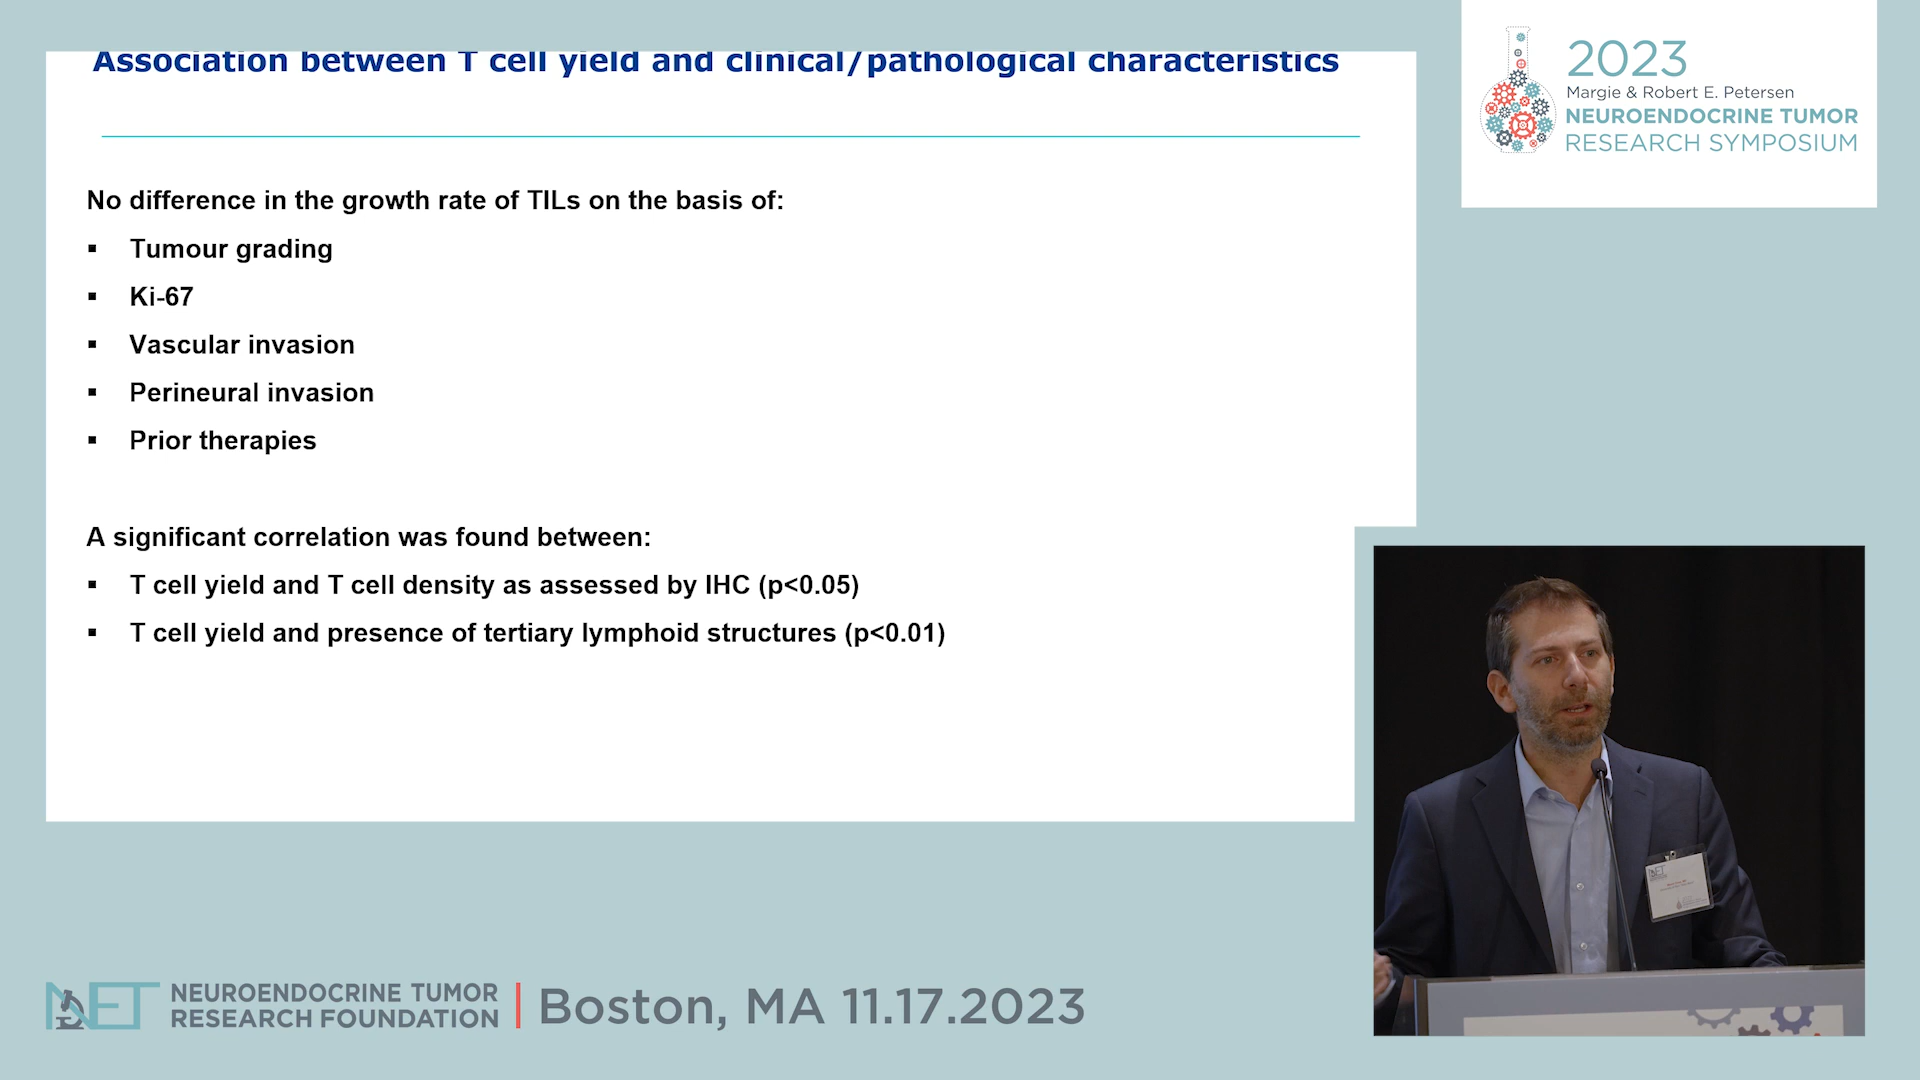 Association between T cell yield and clinical/pathological characteristics
No difference in the growth rate of TILs on the basis of:
▪ Tumour grading
▪ Ki-67
▪ Vascular invasion
▪ Perineural invasion
▪ Prior therapies
A significant correlation was found between:
▪ T cell yield and T cell density as assessed by IHC (p<0.05)
▪ T cell yield and presence of tertiary lymphoid structures (p<0.01)
2023
Margie & Robert E. Petersen
NEUROENDOCRINE TUMOR
RESEARCH SYMPOSIUM
NET
NEUROENDOCRINE TUMOR
RESEARCH FOUNDATION
Boston, MA 11.17.2023